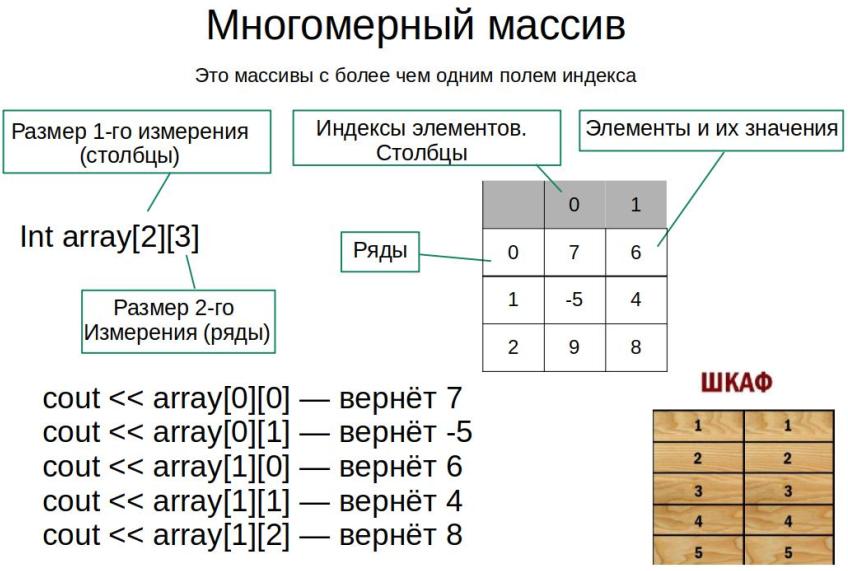 Многомерный массив
Это массивы с более чем одним полем индекса
Размер 1-го измерения
(столбцы)
Индексы элементов.
Столбцы
Элементы и их значения
Int array[2][3]
Ряды
Размер 2-го
Измерения (ряды)
0 1
0 7 6
1 -5 4
2 9 8
cout << array[0][0] — вернёт 7
cout << array[0][1] — вернёт -5
cout << array[1][0] — вернёт 6
cout << array[1][1] — вернёт 4
cout << array[1][2] — вернёт 8
ШКАФ
1 1
2 2
3 3
4 4
5 5